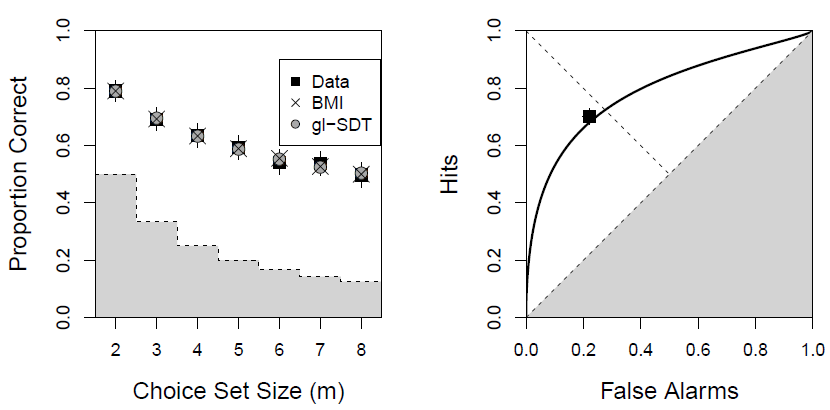 Proportion Correct
1.0
0.8
0.6
0.4
0.2
0.0
Data
BMI
gl−SDT
2 3 4 5 6 7 8
Choice Set Size (m)
Hits
1.0
0.8
0.6
0.4
0.2
0.0
0.0 0.2 0.4 0.6 0.8 1.0
False Alarms